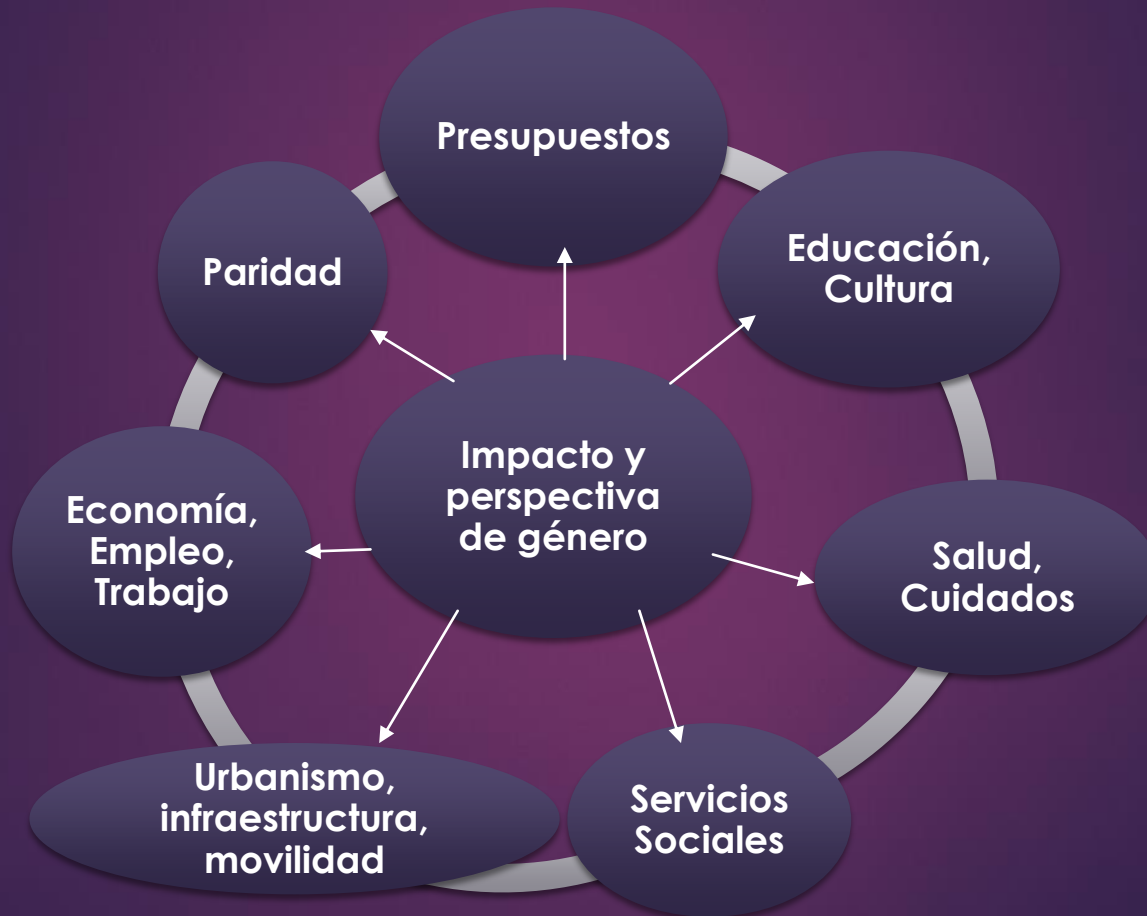 Presupuestos
Educación,
Cultura
Paridad
Impacto y
perspectiva
de género
Economía,
Empleo,
Trabajo
Salud,
Cuidados
Urbanismo,
infraestructura,
movilidad
Servicios
Sociales